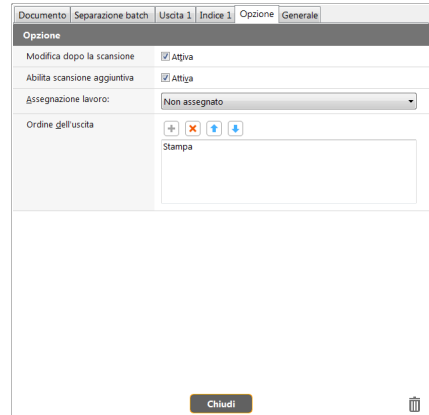 Documento Separazione batch Uscita 1 Indice 1 Opzione Generale
Opzione
Modifica dopo la scansione Attiva
Abilita scansione aggiuntiva Attiva
Assegnazione lavoro: Non assegnato
Ordine dell'uscita
Stampa
Chiudi